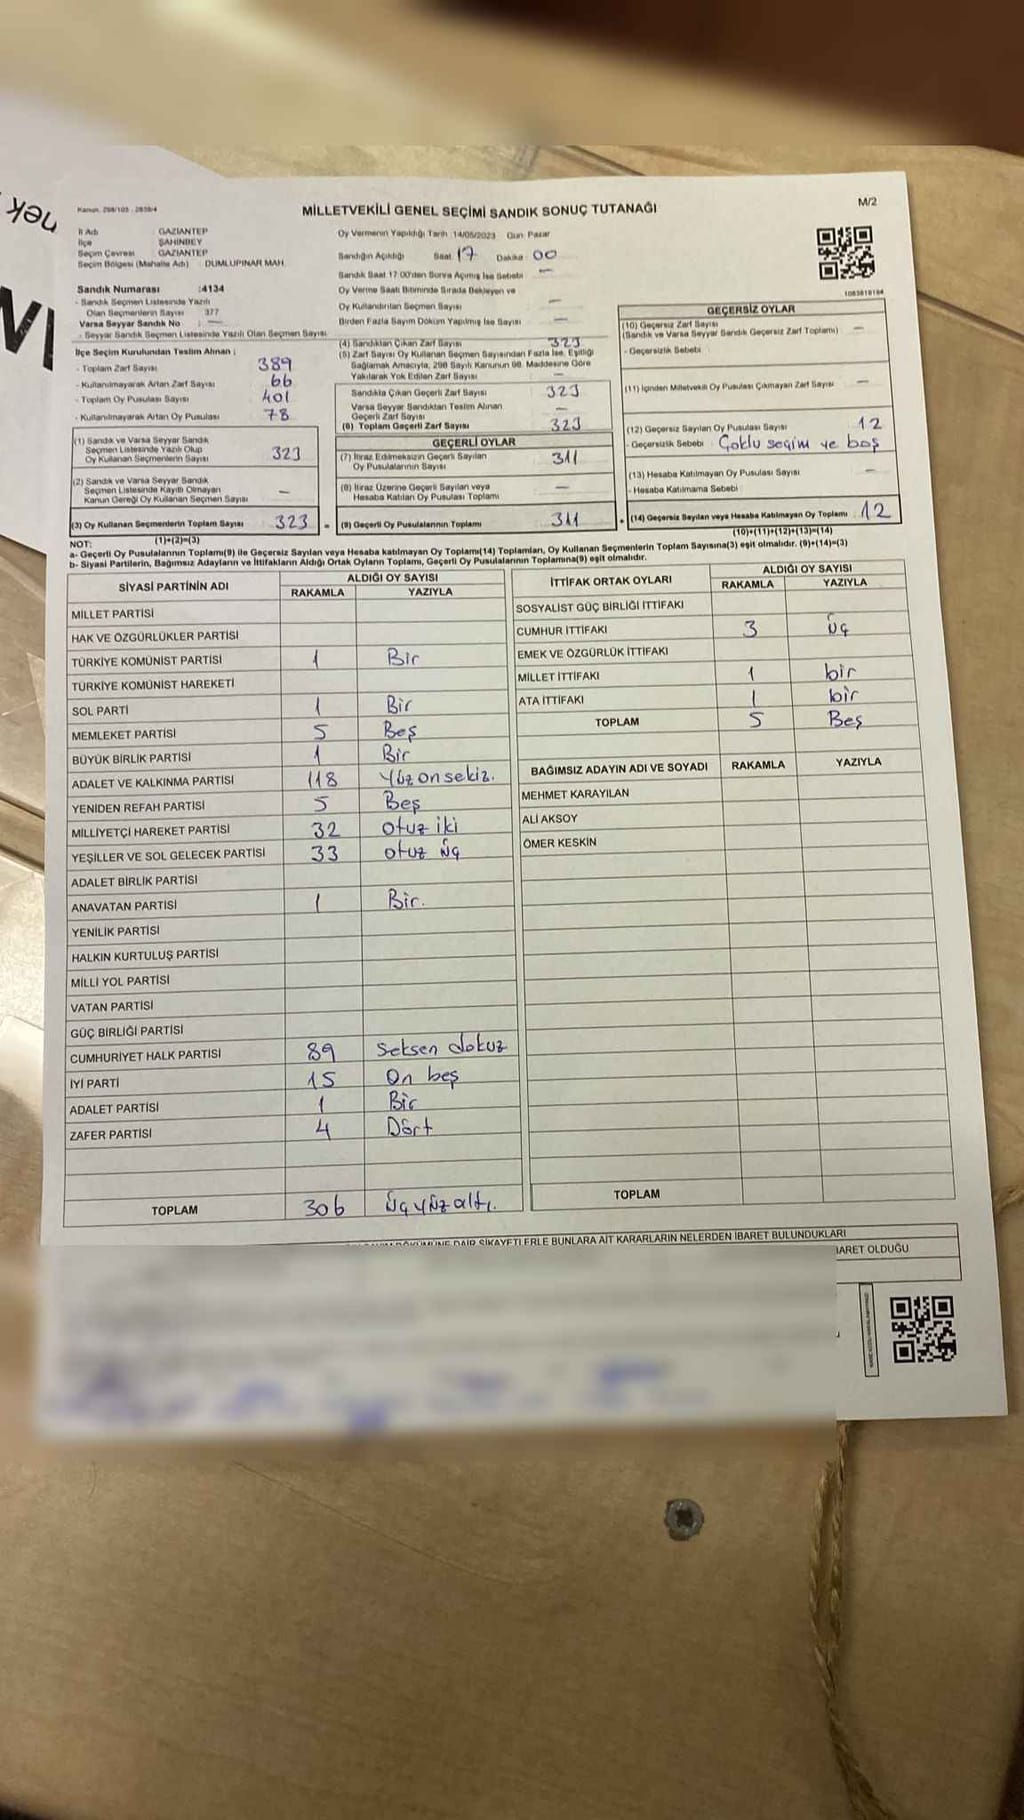 Kanun: 298/105 - 2839/4
MİLLETVEKİLİ GENEL SEÇİMİ SANDIK SONUÇ TUTANAĞI
M/2
İl Adı GAZİANTEP
İlçe ŞAHİNBEY
Seçim Çevresi GAZİANTEP
Seçim Bölgesi (Mahalle Adı) DUMLUPINAR MAH.
Sandık Numarası :4134
- Sandık Seçmen Listesinde Yazılı
Olan Seçmenlerin Sayısı 377
Varsa Seyyar Sandık No : —
- Seyyar Sandık Seçmen Listesinde Yazılı Olan Seçmen Sayısı
İlçe Seçim Kurulundan Teslim Alınan ;
- Toplam Zarf Sayısı 389
- Kullanılmayarak Artan Zarf Sayısı 66
- Toplam Oy Pusulası Sayısı 401
- Kullanılmayarak Artan Oy Pusulası 78
(1) Sandık ve Varsa Seyyar Sandık
Seçmen Listesinde Yazılı Olup
Oy Kullanan Seçmenlerin Sayısı 323
(2) Sandık ve Varsa Seyyar Sandık
Seçmen Listesinde Kayıtlı Olmayan
Kanun Gereği Oy Kullanan Seçmen Sayısı —
(3) Oy Kullanan Seçmenlerin Toplam Sayısı 323 =
(1)+(2)=(3)
Oy Vermenin Yapıldığı Tarih 14/05/2023 Gün Pazar
Sandığın Açıldığı Saat 17 Dakika 00
Sandık Saat 17:00'den Sonra Açılmış İse Sebebi —
Oy Verme Saati Bitiminde Sırada Bekleyen ve
Oy Kullandırılan Seçmen Sayısı —
Birden Fazla Sayım Döküm Yapılmış İse Sayısı —
(4) Sandıktan Çıkan Zarf Sayısı 323
(5) Zarf Sayısı Oy Kullanan Seçmen Sayısından Fazla İse, Eşitliği
Sağlamak Amacıyla, 298 Sayılı Kanunun 98. Maddesine Göre
Yakılarak Yok Edilen Zarf Sayısı —
Sandıkta Çıkan Geçerli Zarf Sayısı 323
Varsa Seyyar Sandıktan Teslim Alınan
Geçerli Zarf Sayısı —
(6) Toplam Geçerli Zarf Sayısı 323
GEÇERLİ OYLAR
(7) İtiraz Edilmeksizin Geçerli Sayılan
Oy Pusulalarının Sayısı 311
(8) İtiraz Üzerine Geçerli Sayılan veya
Hesaba Katılan Oy Pusulası Toplamı —
(9) Geçerli Oy Pusulalarının Toplamı 311 +
1083819184
GEÇERSİZ OYLAR
(10) Geçersiz Zarf Sayısı
(Sandık ve Varsa Seyyar Sandık Geçersiz Zarf Toplamı) —
- Geçersizlik Sebebi
(11) İçinden Milletvekili Oy Pusulası Çıkmayan Zarf Sayısı —
(12) Geçersiz Sayılan Oy Pusulası Sayısı 12
- Geçersizlik Sebebi Çoklu seçim ve boş
(13) Hesaba Katılmayan Oy Pusulası Sayısı —
- Hesaba Katılmama Sebebi
(14) Geçersiz Sayılan veya Hesaba Katılmayan Oy Toplamı 12
(10)+(11)+(12)+(13)=(14)
NOT:
a- Geçerli Oy Pusulalarının Toplamı(9) ile Geçersiz Sayılan veya Hesaba katılmayan Oy Toplamı(14) Toplamları, Oy Kullanan Seçmenlerin Toplam Sayısına(3) eşit olmalıdır. (9)+(14)=(3)
b- Siyasi Partilerin, Bağımsız Adayların ve İttifakların Aldığı Ortak Oyların Toplamı, Geçerli Oy Pusulalarının Toplamına(9) eşit olmalıdır.
SİYASİ PARTİNİN ADI ALDIĞI OY SAYISI
RAKAMLA YAZIYLA
MİLLET PARTİSİ
HAK VE ÖZGÜRLÜKLER PARTİSİ
TÜRKİYE KOMÜNİST PARTİSİ 1 Bir
TÜRKİYE KOMÜNİST HAREKETİ
SOL PARTİ 1 Bir
MEMLEKET PARTİSİ 5 Beş
BÜYÜK BİRLİK PARTİSİ 1 Bir
ADALET VE KALKINMA PARTİSİ 118 Yüz on sekiz.
YENİDEN REFAH PARTİSİ 5 Beş
MİLLİYETÇİ HAREKET PARTİSİ 32 otuz iki
YEŞİLLER VE SOL GELECEK PARTİSİ 33 otuz üç
ADALET BİRLİK PARTİSİ
ANAVATAN PARTİSİ 1 Bir.
YENİLİK PARTİSİ
HALKIN KURTULUŞ PARTİSİ
MİLLİ YOL PARTİSİ
VATAN PARTİSİ
GÜÇ BİRLİĞİ PARTİSİ
CUMHURİYET HALK PARTİSİ 89 Seksen dokuz
İYİ PARTİ 15 On beş
ADALET PARTİSİ 1 Bir
ZAFER PARTİSİ 4 Dört
TOPLAM 306 Üç yüz altı.
İTTİFAK ORTAK OYLARI ALDIĞI OY SAYISI
RAKAMLA YAZIYLA
SOSYALİST GÜÇ BİRLİĞİ İTTİFAKI
CUMHUR İTTİFAKI 3 Üç
EMEK VE ÖZGÜRLÜK İTTİFAKI
MİLLET İTTİFAKI 1 bir
ATA İTTİFAKI 1 bir
TOPLAM 5 Beş
BAĞIMSIZ ADAYIN ADI VE SOYADI RAKAMLA YAZIYLA
MEHMET KARAYILAN
ALİ AKSOY
ÖMER KESKİN
TOPLAM
DÖKÜMÜNE DAİR ŞİKAYETLERLE BUNLARA AİT KARARLARIN NELERDEN İBARET BULUNDUKLARI
OLDUĞU